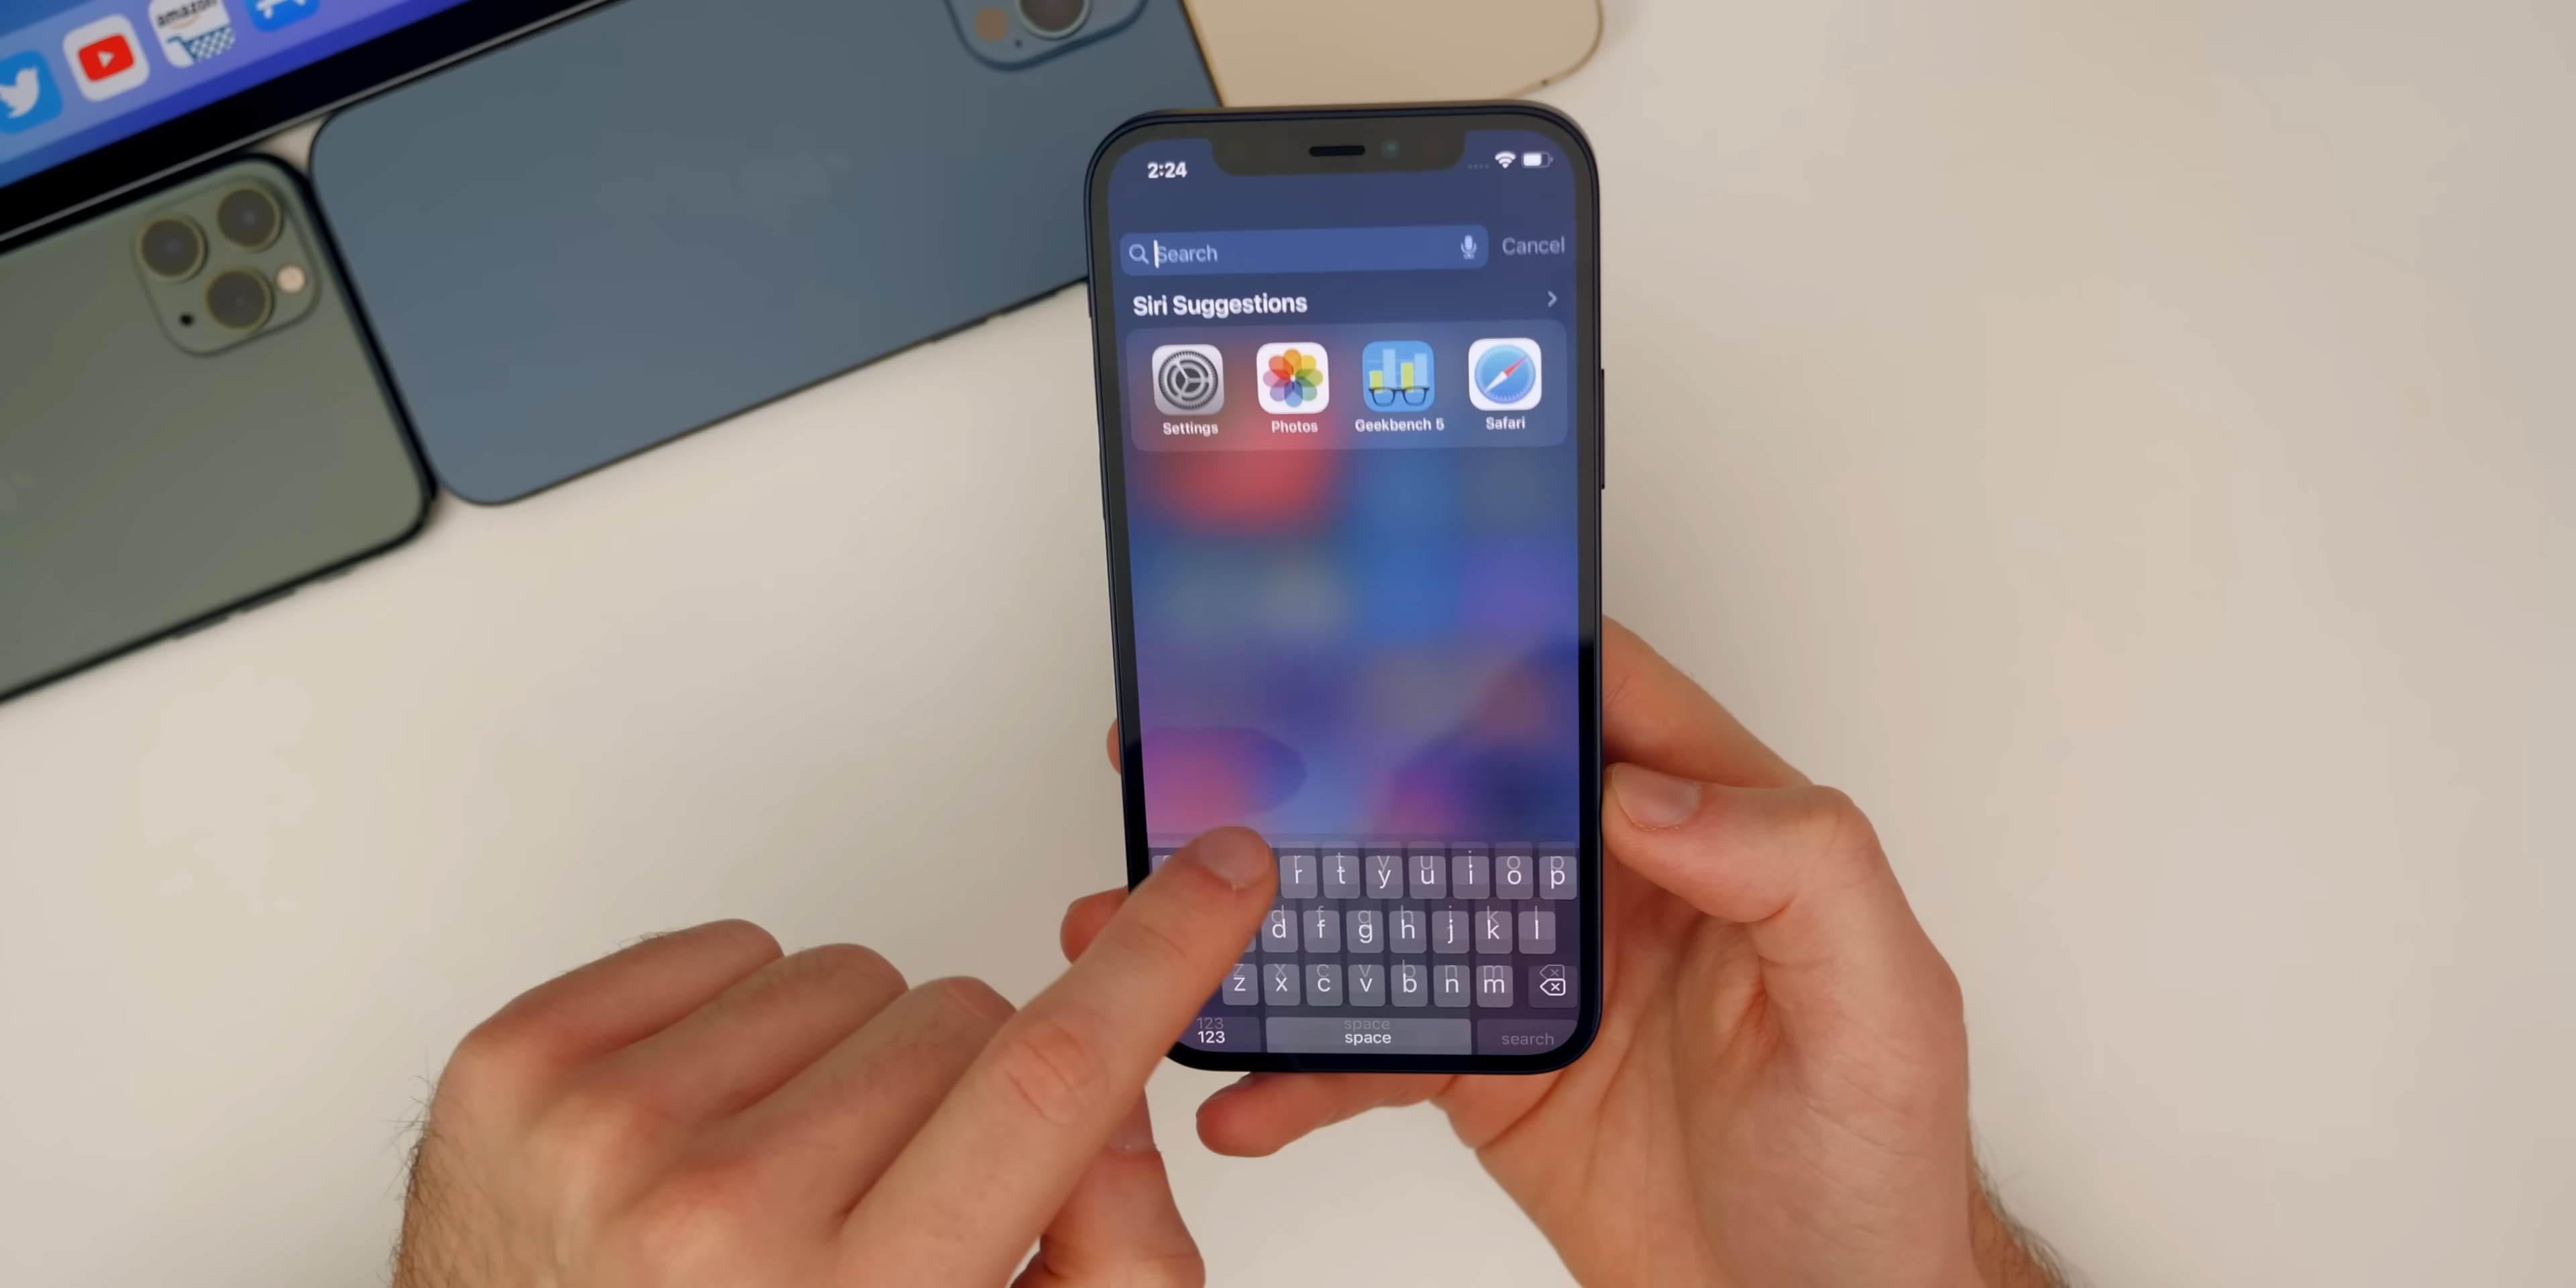 amazon
2:24
Search
Cancel
Siri Suggestions
Settings
Photos
Geekbench 5
Safari
r t y u i o p
d f g h j k l
z x c v b n m
123
space
search